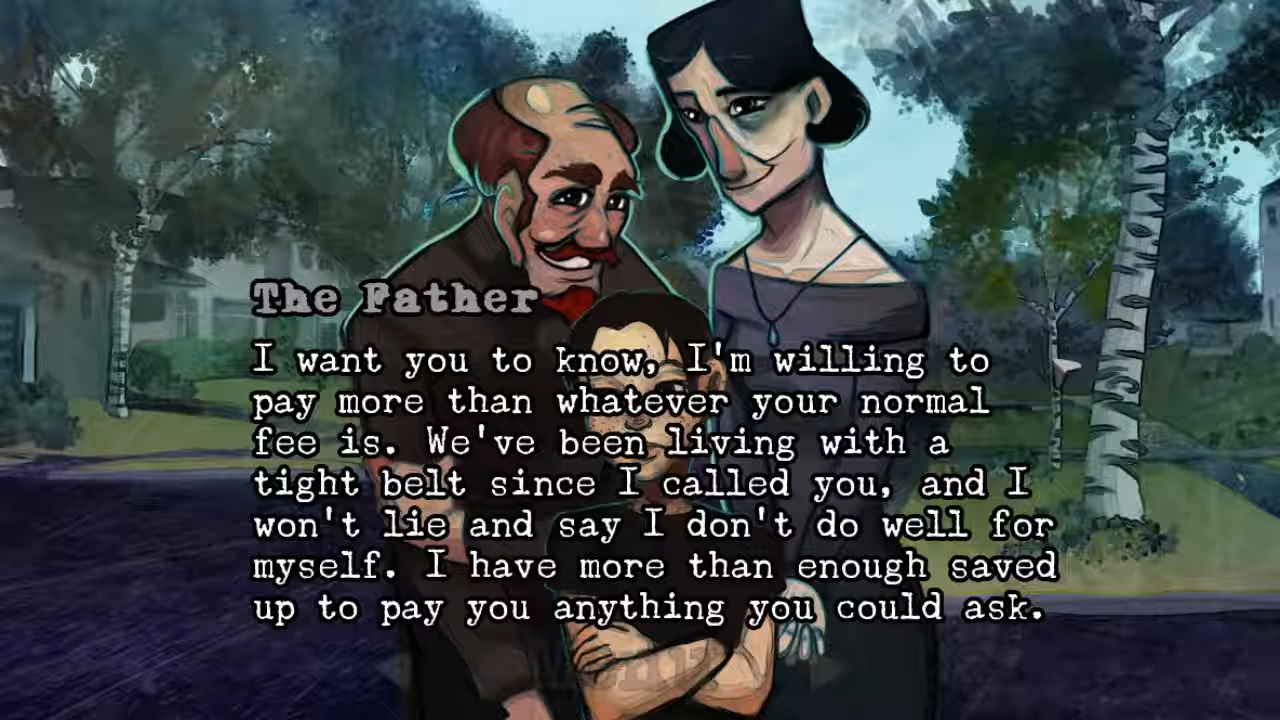 The Father
I want you to know, I'm willing to
pay more than whatever your normal
fee is. We've been living with a
tight belt since I called you, and I
won't lie and say I don't do well for
myself. I have more than enough saved
up to pay you anything you could ask.